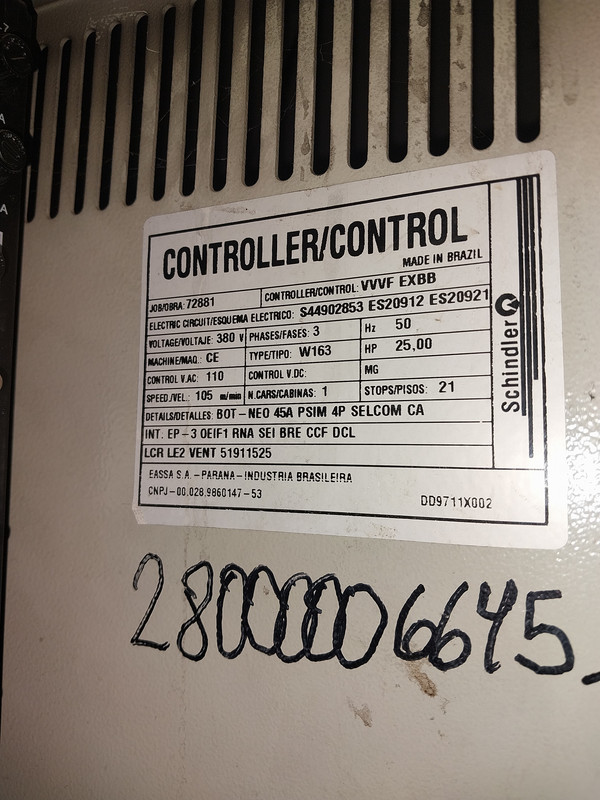 CONTROLLER/CONTROL
MADE IN BRAZIL
JOB/OBRA: 72881 CONTROLLER/CONTROL: VVVF EXBB
ELECTRIC CIRCUIT/ESQUEMA ELECTRICO: S44902853 ES20912 ES20921
VOLTAGE/VOLTAJE: 380 V PHASES/FASES: 3 Hz 50
MACHINE/MAQ.: CE TYPE/TIPO: W163 HP 25,00
CONTROL V.AC: 110 CONTROL V.DC: MG
SPEED./VEL.: 105 m/min N.CARS/CABINAS: 1 STOPS/PISOS: 21
DETAILS/DETALLES: BOT-NEO 45A PSIM 4P SELCOM CA
INT: EP-3 OEIF1 RNA SEI BRE CCF DCL
LCR LE2 VENT 51911525
EASSA S.A. - PARANA - INDUSTRIA BRASILEIRA
CNPJ-00.028.9860147-53
DD9711X002
Schindler
28000006645